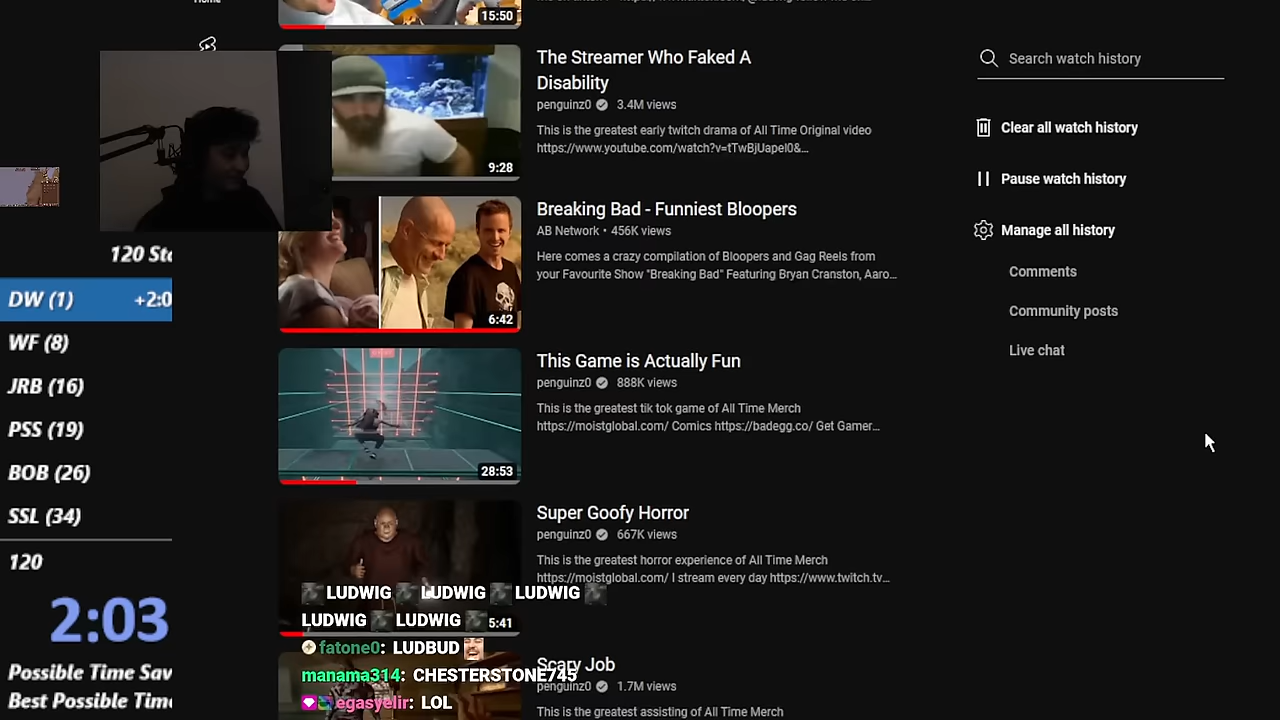 Home
15:50
The Streamer Who Faked A
Disability
penguinz0 3.4M views
This is the greatest early twitch drama of All Time Original video
https://www.youtube.com/watch?v=tTwBjUapeI0&...
9:28
Breaking Bad - Funniest Bloopers
AB Network • 456K views
Here comes a crazy compilation of Bloopers and Gag Reels from
your Favourite Show "Breaking Bad" Featuring Bryan Cranston, Aaro...
6:42
This Game is Actually Fun
penguinz0 888K views
This is the greatest tik tok game of All Time Merch
https://moistglobal.com/ Comics https://badegg.co/ Get Gamer...
28:53
Super Goofy Horror
penguinz0 667K views
This is the greatest horror experience of All Time Merch
https://moistglobal.com/ I stream every day https://www.twitch.tv...
5:41
Scary Job
penguinz0 1.7M views
This is the greatest assisting of All Time Merch
Search watch history
Clear all watch history
Pause watch history
Manage all history
Comments
Community posts
Live chat
120 Sta
DW (1) +2:0
WF (8)
JRB (16)
PSS (19)
BOB (26)
SSL (34)
120
2:03
Possible Time Sav
Best Possible Time
LUDWIG LUDWIG LUDWIG
LUDWIG LUDWIG
fatone0: LUDBUD
manama314: CHESTERSTONE745
egasyelir: LOL